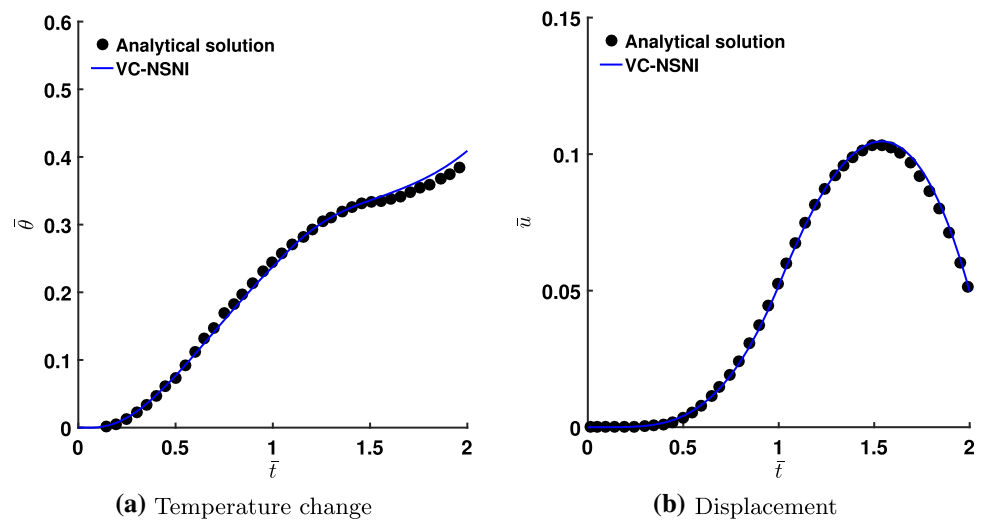 0.6
0.5
0.4
0.3
0.2
0.1
0
θ̄
Analytical solution
VC-NSNI
0 0.5 1 1.5 2
t̄
(a) Temperature change
0.15
0.1
0.05
0
ū
Analytical solution
VC-NSNI
0 0.5 1 1.5 2
t̄
(b) Displacement